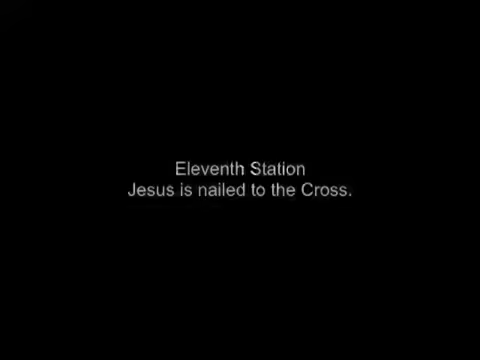 Eleventh Station
Jesus is nailed to the Cross.